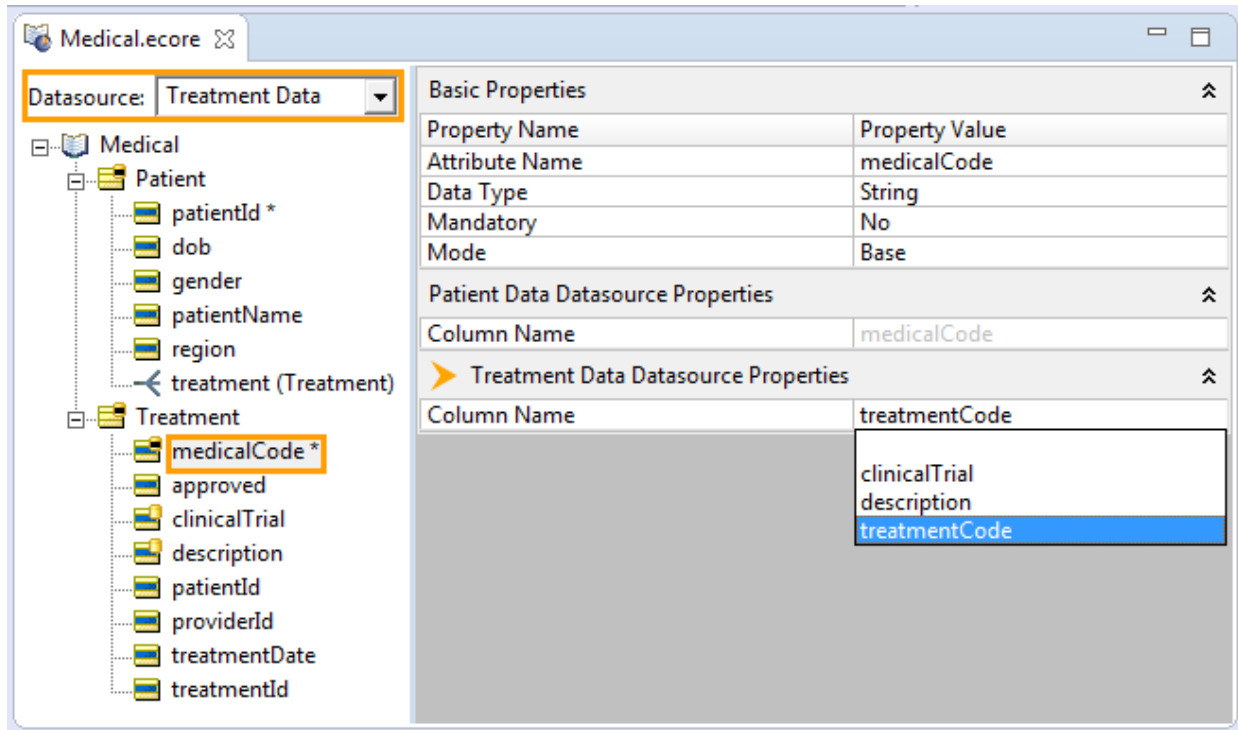 Medical.ecore
Datasource: Treatment Data
Medical
Patient
patientId *
dob
gender
patientName
region
treatment (Treatment)
Treatment
medicalCode *
approved
clinicalTrial
description
patientId
providerId
treatmentDate
treatmentId
Basic Properties
Property Name Property Value
Attribute Name medicalCode
Data Type String
Mandatory No
Mode Base
Patient Data Datasource Properties
Column Name medicalCode
Treatment Data Datasource Properties
Column Name treatmentCode
clinicalTrial
description
treatmentCode